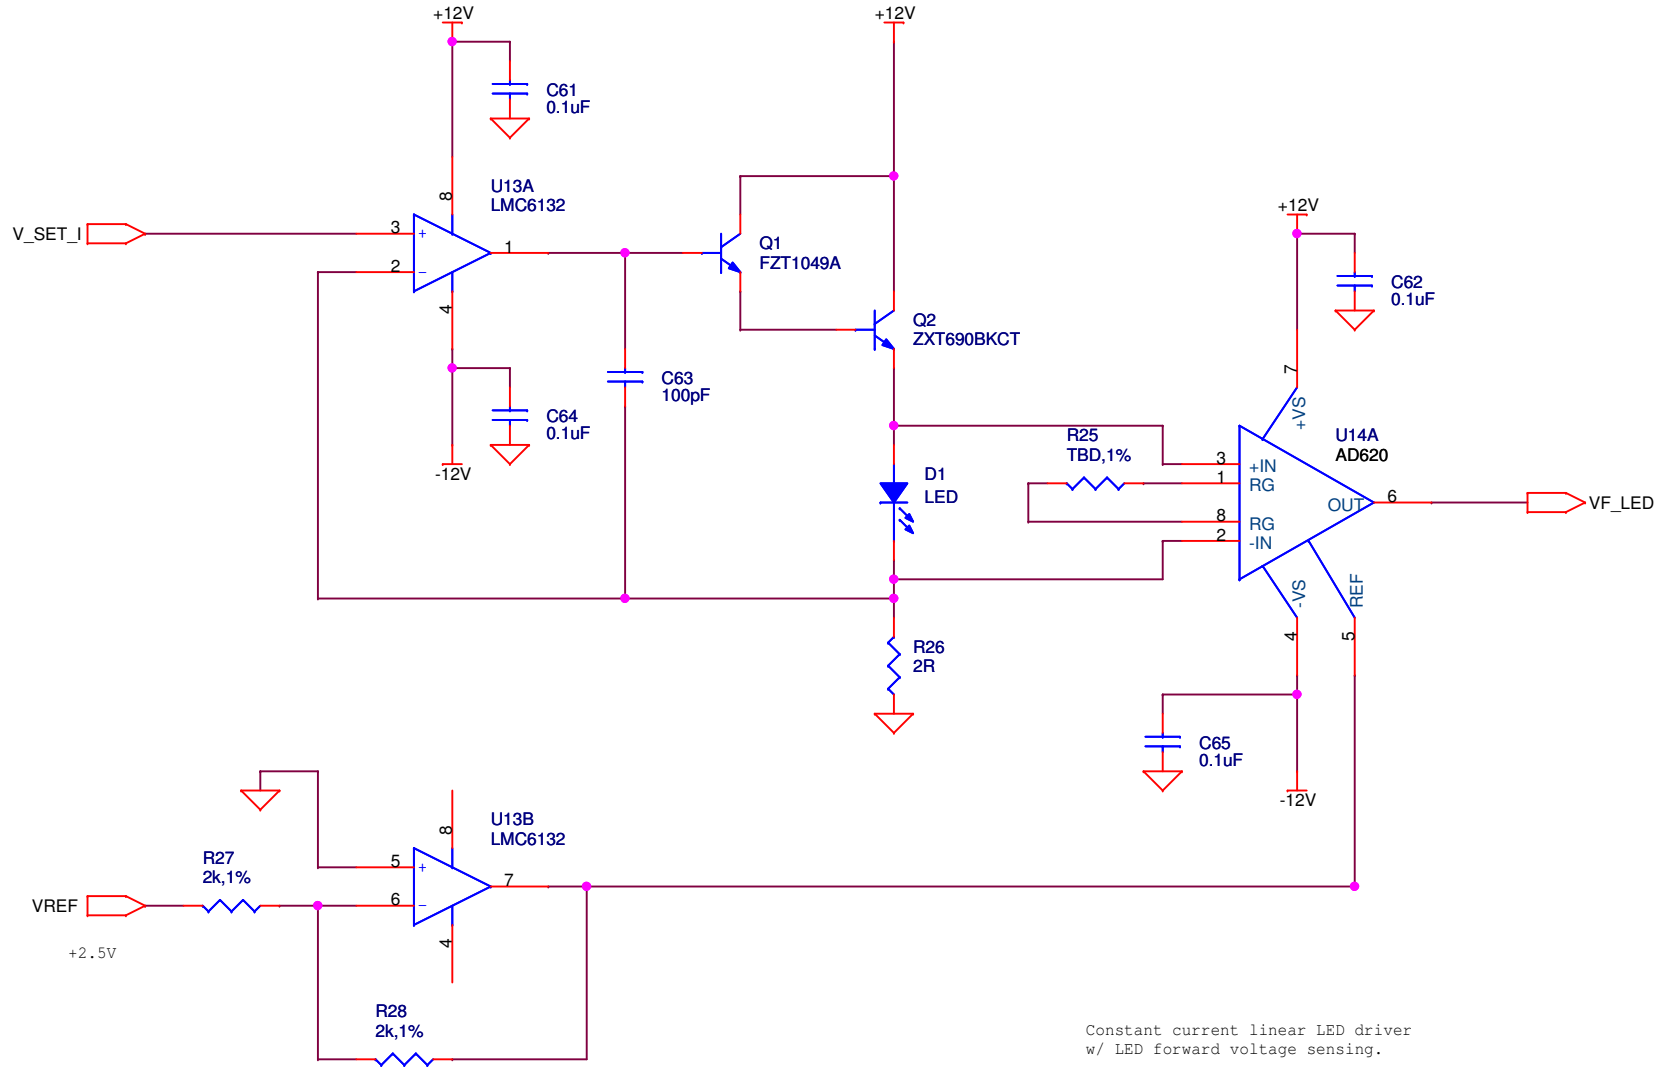 +12V
+12V
C61
0.1uF
8
U13A
LMC6132
V_SET_I
3
+
1
2
−
4
Q1
FZT1049A
+12V
C62
0.1uF
Q2
ZXT690BKCT
C63
100pF
C64
0.1uF
-12V
7
+VS
R25
TBD,1%
U14A
AD620
3
+IN
1
RG
D1
LED
OUT
6
VF_LED
8
RG
2
-IN
-VS
REF
4
5
R26
2R
C65
0.1uF
-12V
8
U13B
LMC6132
5
+
7
R27
2k,1%
VREF
6
−
4
+2.5V
R28
2k,1%
Constant current linear LED driver
w/ LED forward voltage sensing.